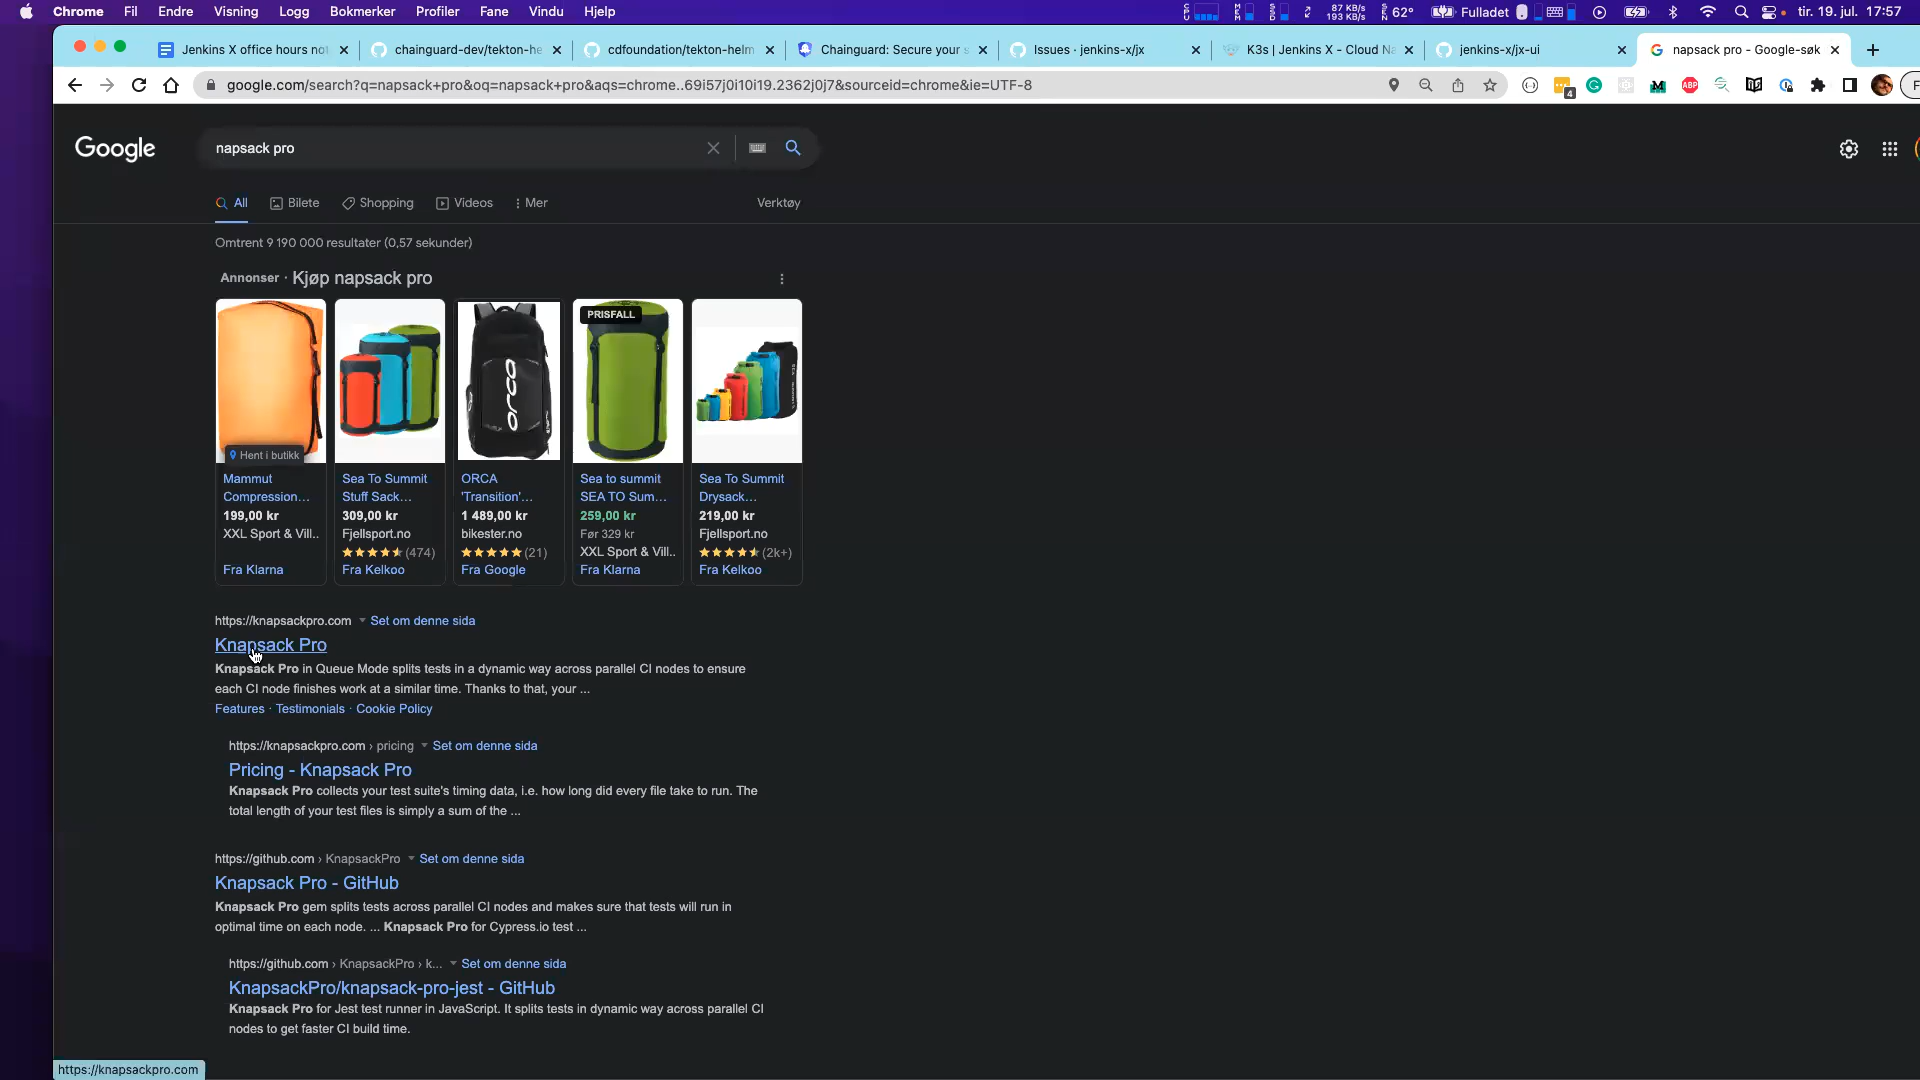 Chrome Fil Endre Visning Logg Bokmerker Profiler Fane Vindu Hjelp 87 KB/s 193 KB/s 62° Fulladet tir. 19. jul. 17:57
Jenkins X office hours no chainguard-dev/tekton-he cdfoundation/tekton-helm Chainguard: Secure your s Issues · jenkins-x/jx K3s | Jenkins X - Cloud Na jenkins-x/jx-ui napsack pro - Google-søk
google.com/search?q=napsack+pro&oq=napsack+pro&aqs=chrome..69i57j0i10i19.2362j0j7&sourceid=chrome&ie=UTF-8
Google napsack pro
All Bilete Shopping Videos Mer Verktøy
Omtrent 9 190 000 resultater (0,57 sekunder)
Annonser · Kjøp napsack pro
PRISFALL
ORCA
SEA TO SUMMIT
Hent i butikk
Mammut Sea To Summit ORCA Sea to summit Sea To Summit
Compression... Stuff Sack... 'Transition'... SEA TO Sum... Drysack...
199,00 kr 309,00 kr 1 489,00 kr 259,00 kr 219,00 kr
XXL Sport & Vill.. Fjellsport.no bikester.no Før 329 kr Fjellsport.no
(474) (21) XXL Sport & Vill.. (2k+)
Fra Klarna Fra Kelkoo Fra Google Fra Klarna Fra Kelkoo
https://knapsackpro.com Set om denne sida
Knapsack Pro
Knapsack Pro in Queue Mode splits tests in a dynamic way across parallel CI nodes to ensure
each CI node finishes work at a similar time. Thanks to that, your ...
Features · Testimonials · Cookie Policy
https://knapsackpro.com › pricing Set om denne sida
Pricing - Knapsack Pro
Knapsack Pro collects your test suite's timing data, i.e. how long did every file take to run. The
total length of your test files is simply a sum of the ...
https://github.com › KnapsackPro Set om denne sida
Knapsack Pro - GitHub
Knapsack Pro gem splits tests across parallel CI nodes and makes sure that tests will run in
optimal time on each node. ... Knapsack Pro for Cypress.io test ...
https://github.com › KnapsackPro › k... Set om denne sida
KnapsackPro/knapsack-pro-jest - GitHub
Knapsack Pro for Jest test runner in JavaScript. It splits tests in dynamic way across parallel CI
nodes to get faster CI build time.
https://knapsackpro.com